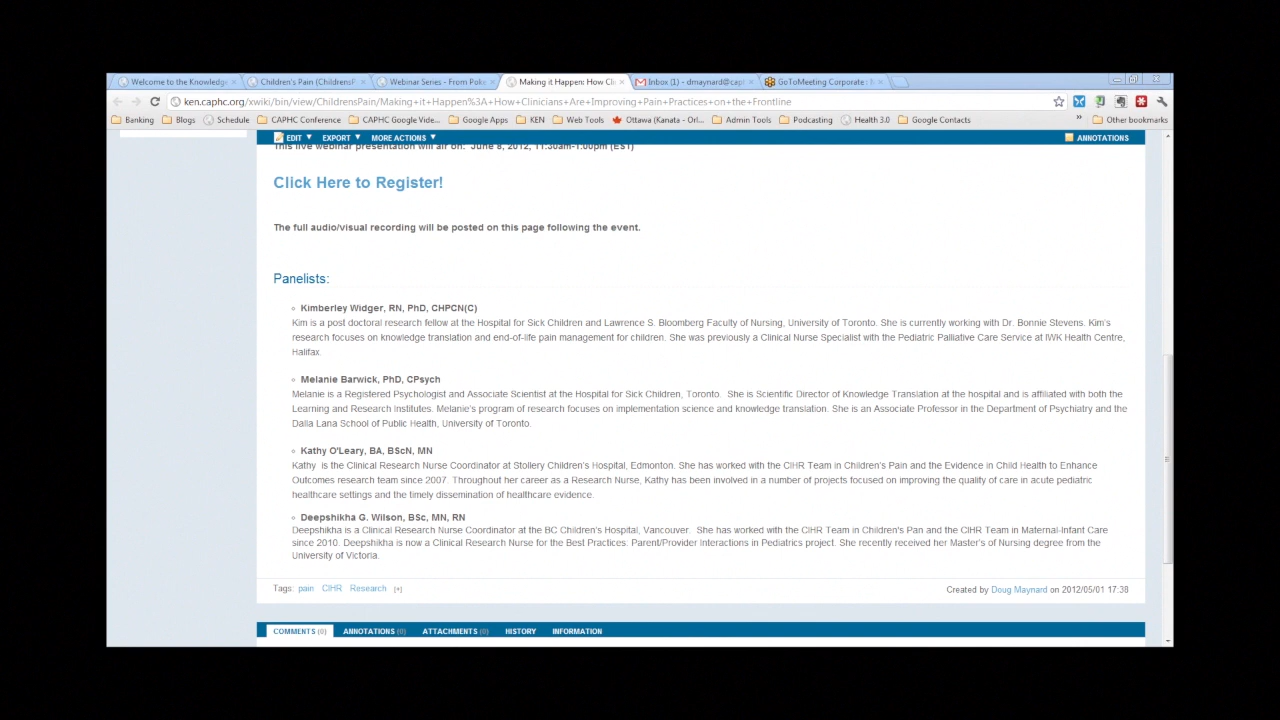 Welcome to the Knowledge
Children's Pain (ChildrensP
Webinar Series - From Poke
Making it Happen: How Cli
Inbox (1) - dmaynard@cap
GoToMeeting Corporate :
ken.caphc.org/xwiki/bin/view/ChildrensPain/Making+it+Happen%3A+How+Clinicians+Are+Improving+Pain+Practices+on+the+Frontline
Banking Blogs Schedule CAPHC Conference CAPHC Google Vide... Google Apps KEN Web Tools Ottawa (Kanata - Orl... Admin Tools Podcasting Health 3.0 Google Contacts » Other bookmarks
EDIT EXPORT MORE ACTIONS ANNOTATIONS
This live webinar presentation will air on: June 8, 2012, 11:30am-1:00pm (EST)
Click Here to Register!
The full audio/visual recording will be posted on this page following the event.
Panelists:
Kimberley Widger, RN, PhD, CHPCN(C)
Kim is a post doctoral research fellow at the Hospital for Sick Children and Lawrence S. Bloomberg Faculty of Nursing, University of Toronto. She is currently working with Dr. Bonnie Stevens. Kim's
research focuses on knowledge translation and end-of-life pain management for children. She was previously a Clinical Nurse Specialist with the Pediatric Palliative Care Service at IWK Health Centre,
Halifax.
Melanie Barwick, PhD, CPsych
Melanie is a Registered Psychologist and Associate Scientist at the Hospital for Sick Children, Toronto. She is Scientific Director of Knowledge Translation at the hospital and is affiliated with both the
Learning and Research Institutes. Melanie's program of research focuses on implementation science and knowledge translation. She is an Associate Professor in the Department of Psychiatry and the
Dalla Lana School of Public Health, University of Toronto.
Kathy O'Leary, BA, BScN, MN
Kathy is the Clinical Research Nurse Coordinator at Stollery Children's Hospital, Edmonton. She has worked with the CIHR Team in Children's Pain and the Evidence in Child Health to Enhance
Outcomes research team since 2007. Throughout her career as a Research Nurse, Kathy has been involved in a number of projects focused on improving the quality of care in acute pediatric
healthcare settings and the timely dissemination of healthcare evidence.
Deepshikha G. Wilson, BSc, MN, RN
Deepshikha is a Clinical Research Nurse Coordinator at the BC Children's Hospital, Vancouver. She has worked with the CIHR Team in Children's Pan and the CIHR Team in Maternal-Infant Care
since 2010. Deepshikha is now a Clinical Research Nurse for the Best Practices. Parent/Provider Interactions in Pediatrics project. She recently received her Master's of Nursing degree from the
University of Victoria.
Tags: pain CIHR Research [+] Created by Doug Maynard on 2012/05/01 17:38
COMMENTS (0) ANNOTATIONS (0) ATTACHMENTS (0) HISTORY INFORMATION